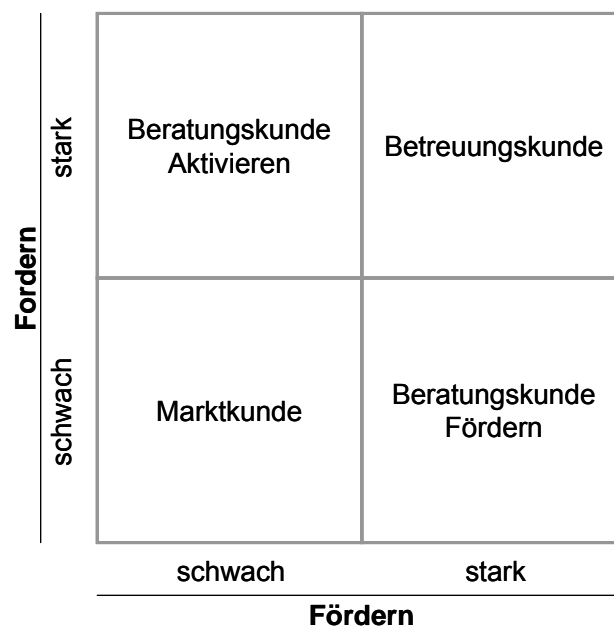 Fordern
stark
schwach
Beratungskunde
Aktivieren
Betreuungskunde
Marktkunde
Beratungskunde
Fördern
schwach
stark
Fördern